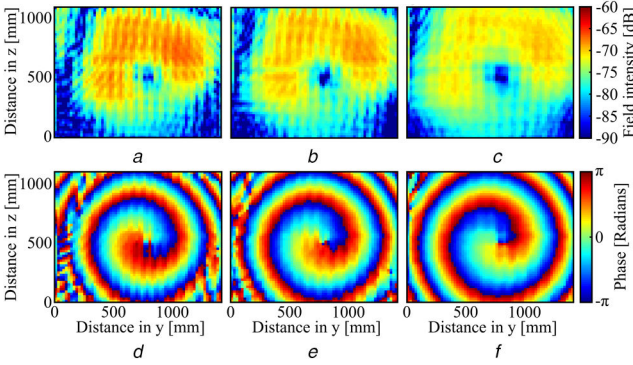 1000
500
0
Distance in z [mm]
a
b
c
-60
-65
-70
-75
-80
-85
-90
Field intensity [dB]
1000
500
0
Distance in z [mm]
0 500 1000
0 500 1000
0 500 1000
Distance in y [mm]
Distance in y [mm]
Distance in y [mm]
d
e
f
π
0
-π
Phase [Radians]